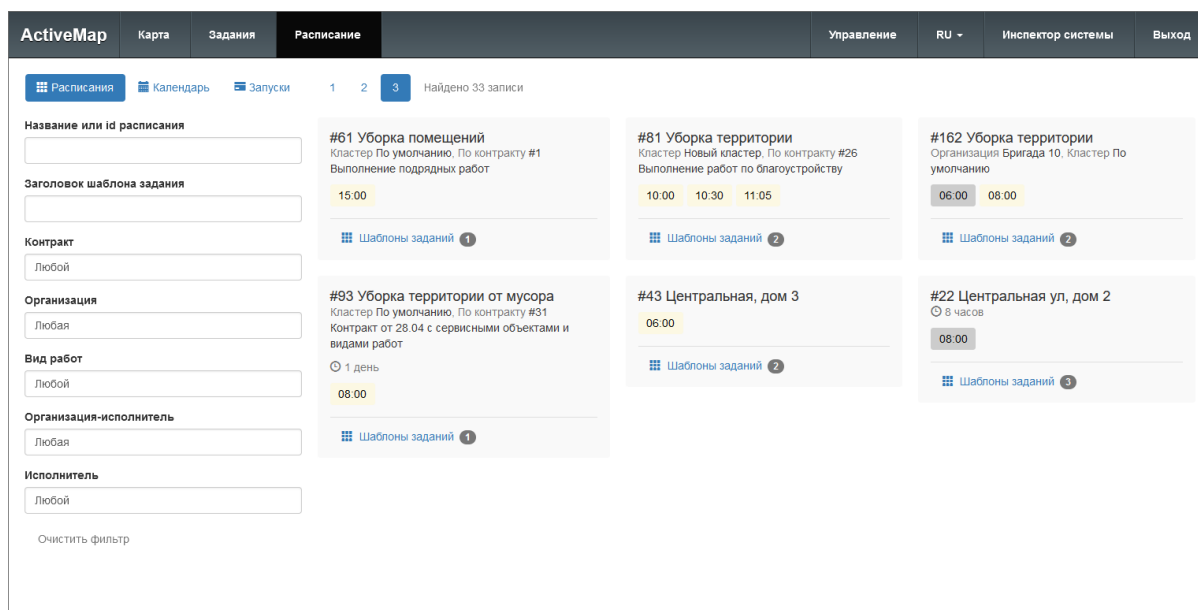 ActiveMap Карта Задания Расписание Управление RU Инспектор системы Выход
Расписания Календарь Запуски 1 2 3 Найдено 33 записи
Название или id расписания
Заголовок шаблона задания
Контракт
Любой
Организация
Любая
Вид работ
Любой
Организация-исполнитель
Любая
Исполнитель
Любой
Очистить фильтр
#61 Уборка помещений
Кластер По умолчанию, По контракту #1
Выполнение подрядных работ
15:00
Шаблоны заданий 1
#81 Уборка территории
Кластер Новый кластер, По контракту #26
Выполнение работ по благоустройству
10:00 10:30 11:05
Шаблоны заданий 2
#162 Уборка территории
Организация Бригада 10, Кластер По
умолчанию
06:00 08:00
Шаблоны заданий 2
#93 Уборка территории от мусора
Кластер По умолчанию, По контракту #31
Контракт от 28.04 с сервисными объектами и
видами работ
1 день
08:00
Шаблоны заданий 1
#43 Центральная, дом 3
06:00
Шаблоны заданий 2
#22 Центральная ул, дом 2
8 часов
08:00
Шаблоны заданий 3